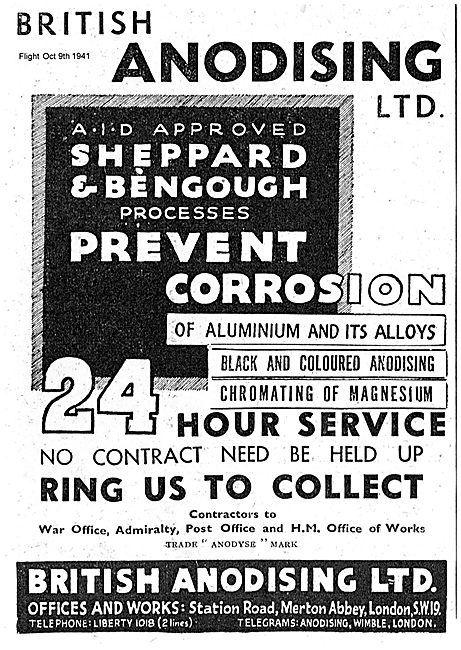 BRITISH
Flight Oct 9th 1941
ANODISING
LTD.
A·I·D APPROVED
SHEPPARD
& BENGOUGH
PROCESSES
PREVENT
CORROSION
OF ALUMINIUM AND ITS ALLOYS
BLACK AND COLOURED ANODISING
CHROMATING OF MAGNESIUM
24
HOUR SERVICE
NO CONTRACT NEED BE HELD UP
RING US TO COLLECT
Contractors to
War Office, Admiralty, Post Office and H.M. Office of Works
TRADE "ANODYSE" MARK
BRITISH ANODISING LTD.
OFFICES AND WORKS: Station Road, Merton Abbey, London, S.W.19.
TELEPHONE: LIBERTY 1018 (2 lines) · TELEGRAMS: ANODISING, WIMBLE, LONDON.